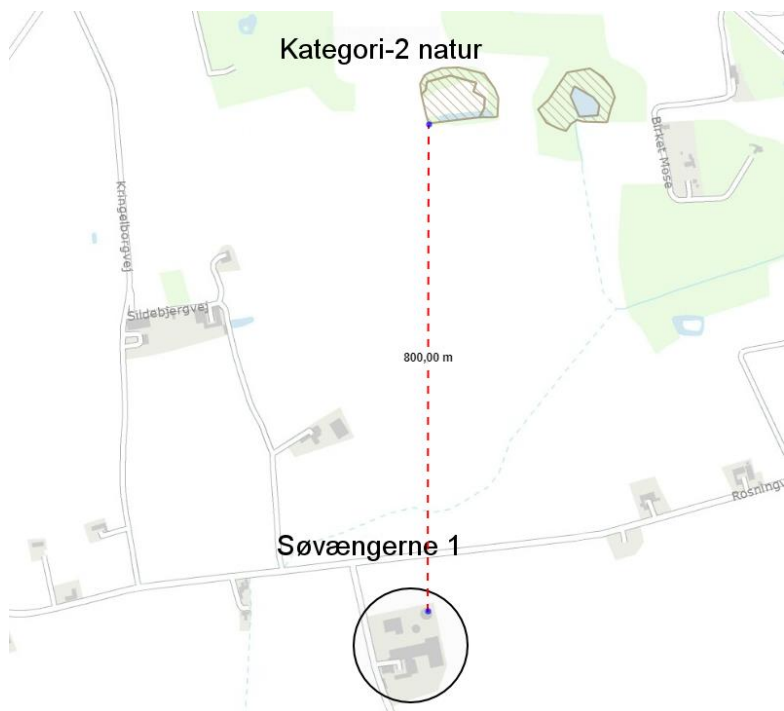 Kategori-2 natur
Birket Mose
Kringelborgvej
Sildebjergvej
800,00 m
Rosningv
Søvængerne 1